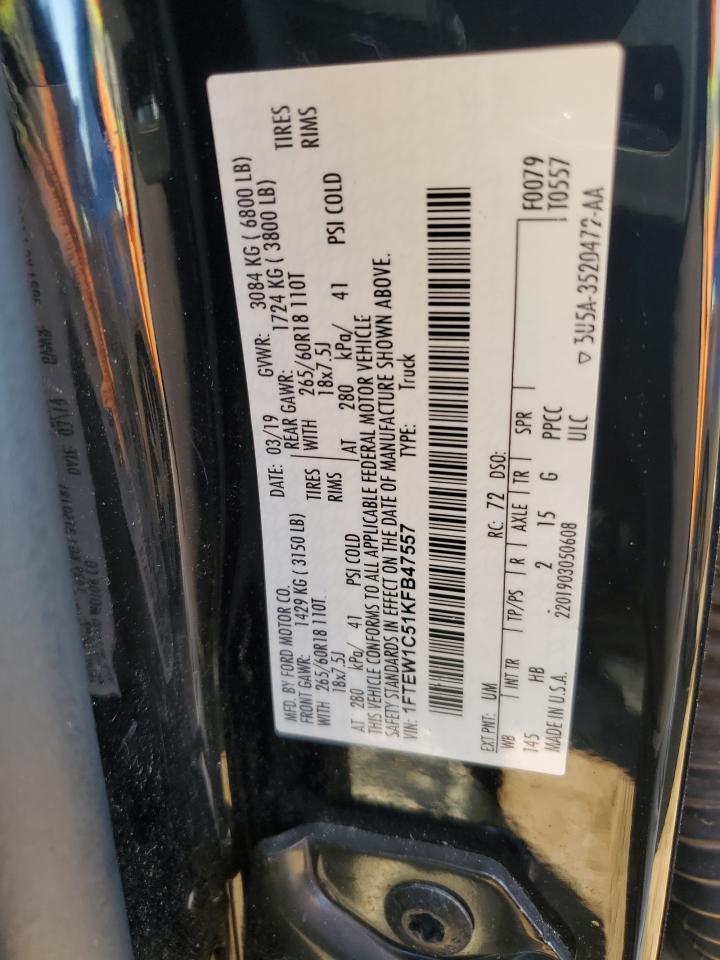 MFD. BY FORD MOTOR CO.
DATE: 03/19 GVWR: 3084 KG ( 6800 LB)
FRONT GAWR: 1429 KG ( 3150 LB) REAR GAWR: 1724 KG ( 3800 LB)
WITH 265/60R18 110T TIRES WITH 265/60R18 110T TIRES
18x7.5J RIMS 18x7.5J RIMS
AT 280 kPa/ 41 PSI COLD AT 280 kPa/ 41 PSI COLD
THIS VEHICLE CONFORMS TO ALL APPLICABLE FEDERAL MOTOR VEHICLE
SAFETY STANDARDS IN EFFECT ON THE DATE OF MANUFACTURE SHOWN ABOVE.
VIN: 1FTEW1C51KFB47557 TYPE: Truck
EXT PNT: UM RC: 72 DSO:
WB INT TR TP/PS R AXLE TR SPR F0079
145 HB 2 15 G PPCC T0557
MADE IN U.S.A. 2201903050608 ULC
▽ 5U5A-3520472-AA